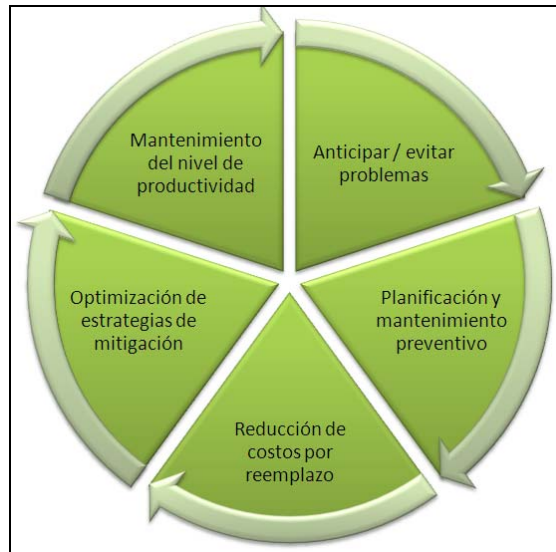 Anticipar / evitar
problemas
Planificación y
mantenimiento
preventivo
Reducción de
costos por
reemplazo
Optimización de
estrategias de
mitigación
Mantenimiento
del nivel de
productividad